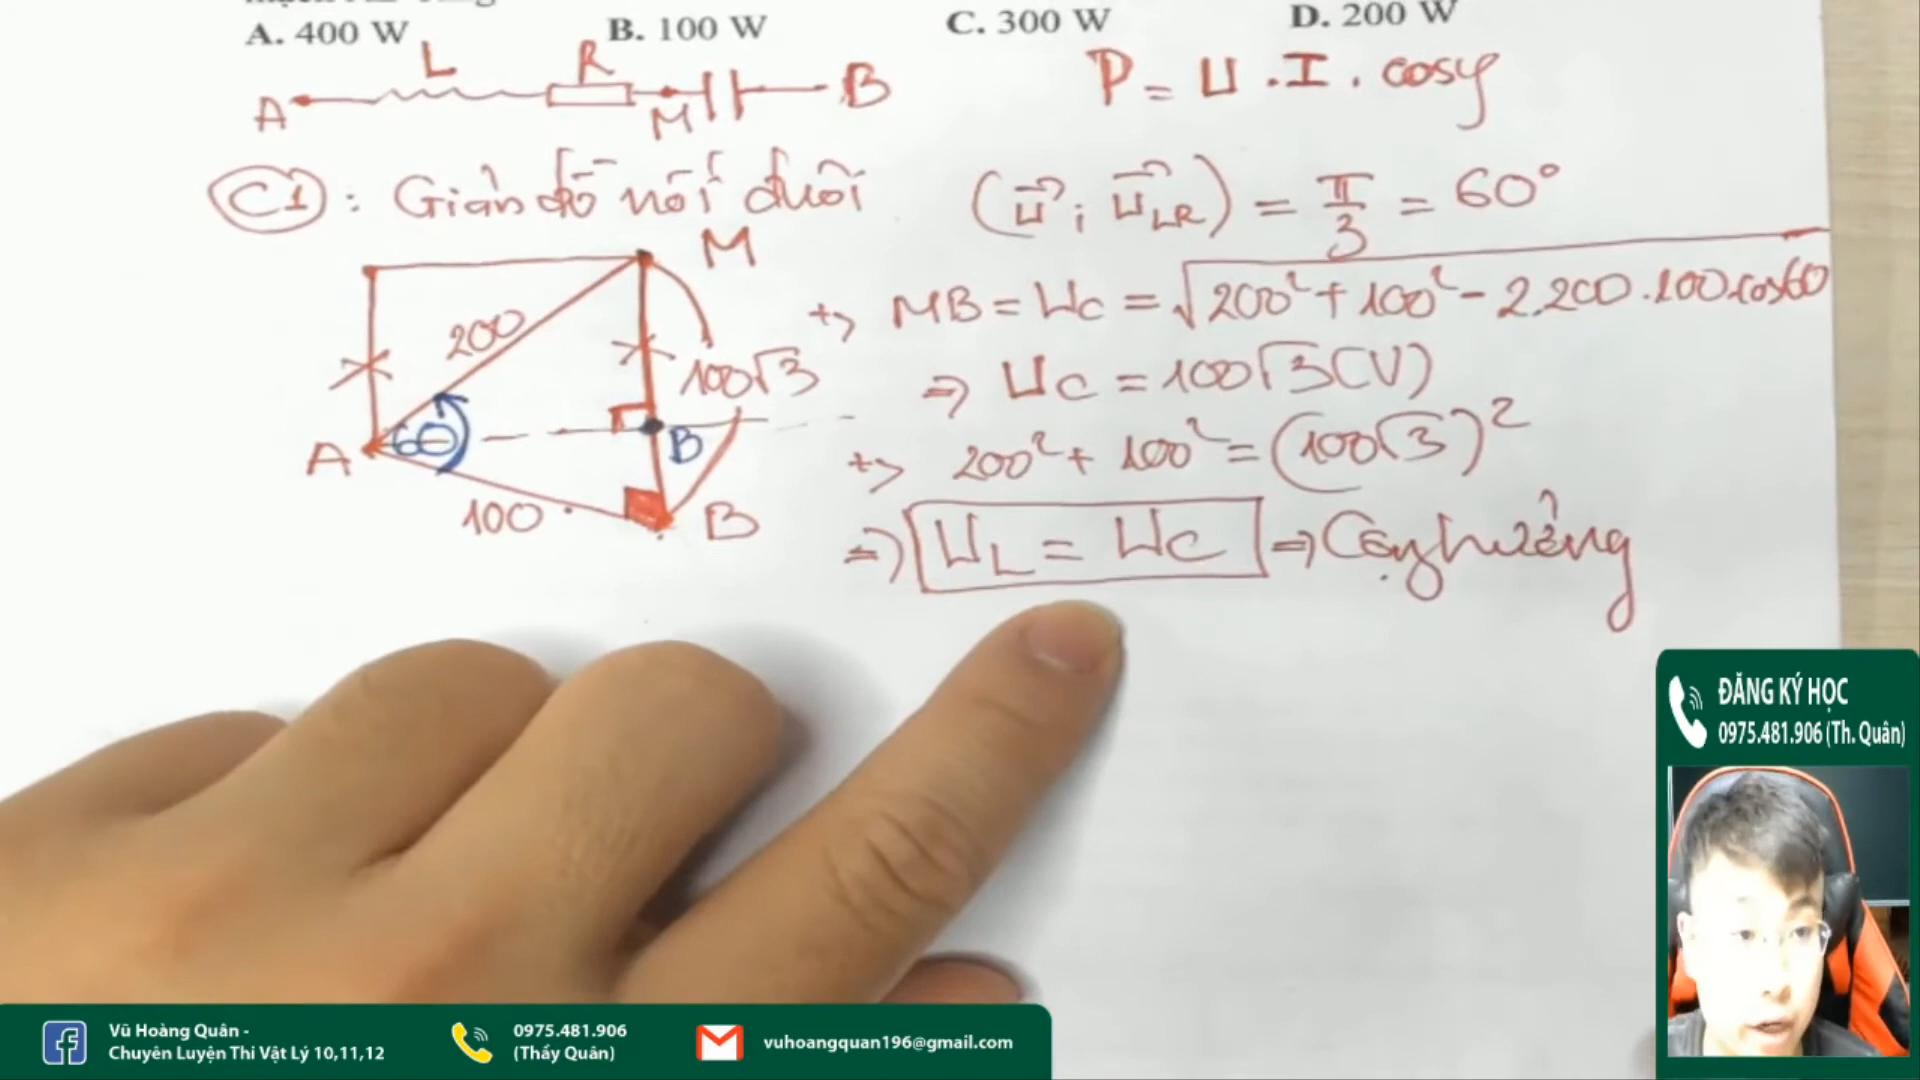 A. 400 W B. 100 W C. 300 W D. 200 W
L R
A M B
P = U . I . cosφ
C1 : Giản đồ nối đuôi
(u⃗ ; u⃗LR) = π/3 = 60°
M
200
100√3
A 60 B
100 B
+> MB = Uc = √200² + 100² - 2.200.100.cos60
=> Uc = 100√3 (V)
+> 200² + 100² = (100√3)²
=> UL = Uc => Cộng hưởng
ĐĂNG KÝ HỌC
0975.481.906 (Th. Quân)
Vũ Hoàng Quân -
Chuyên Luyện Thi Vật Lý 10,11,12
0975.481.906
(Thầy Quân)
vuhoangquan196@gmail.com